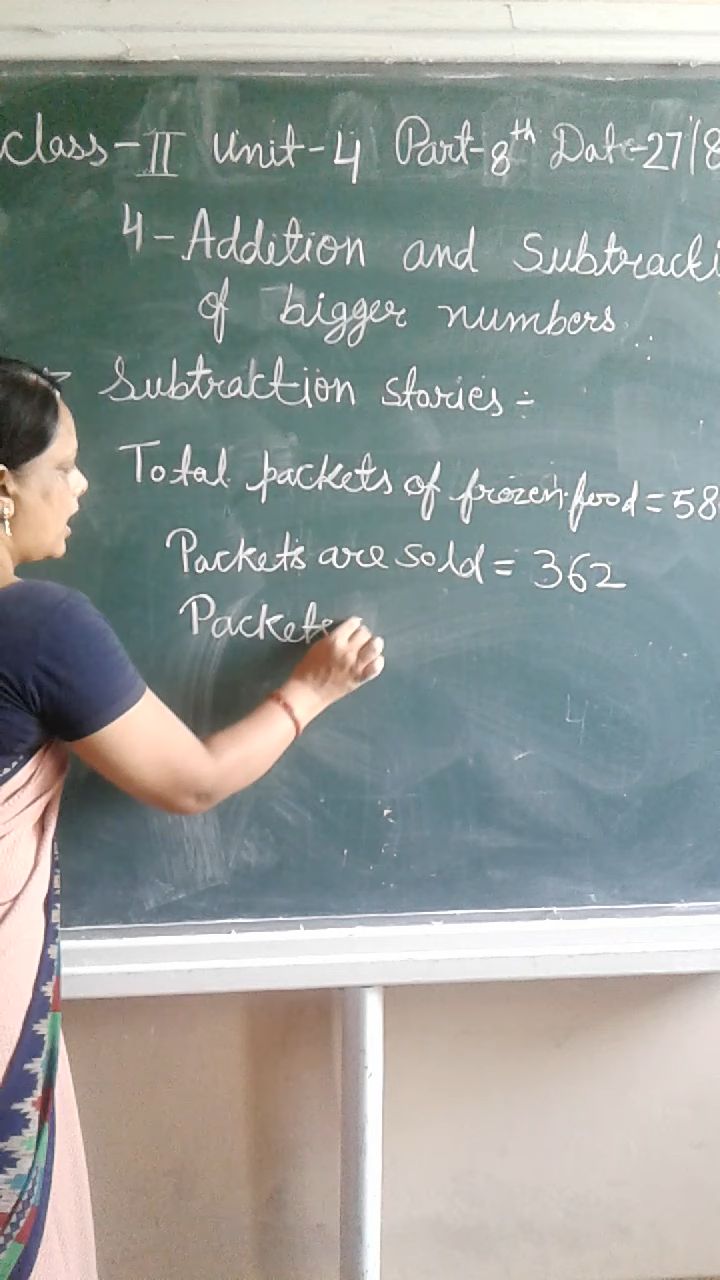 Class-II Unit-4 Part-8th Date-27/8
4-Addition and Subtracti
of bigger numbers
Subtraction stories:-
Total packets of frozen food = 58
Packets are sold = 362
Packets
4